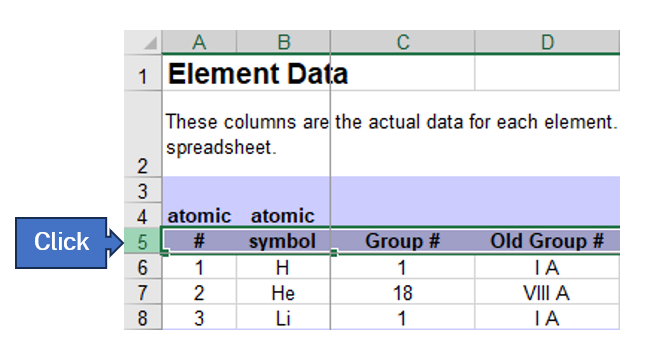 A B C D
1 Element Data
These columns are the actual data for each element.
2 spreadsheet.
3
4 atomic atomic
Click 5 # symbol Group # Old Group #
6 1 H 1 I A
7 2 He 18 VIII A
8 3 Li 1 I A